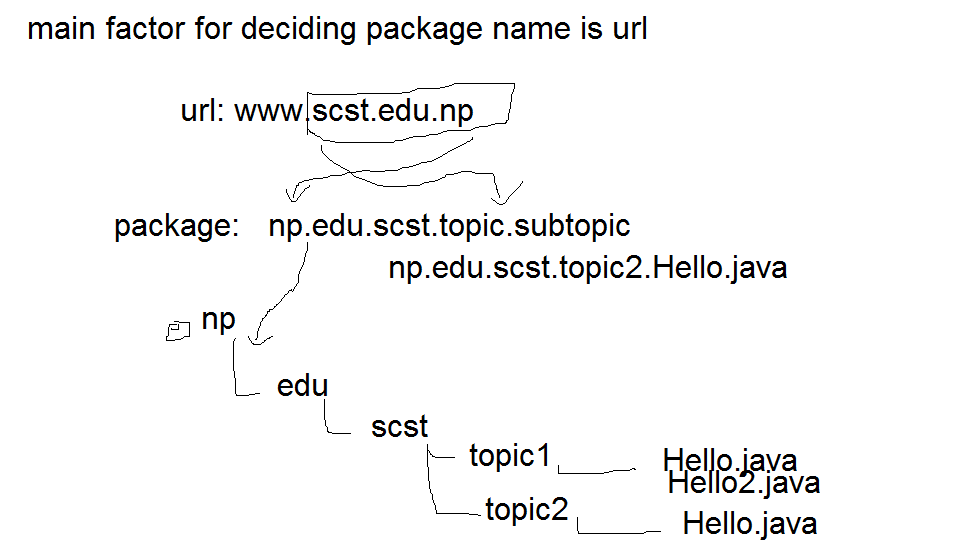 main factor for deciding package name is url
url: www.scst.edu.np
package: np.edu.scst.topic.subtopic
np.edu.scst.topic2.Hello.java
np
edu
scst
topic1 Hello.java
Hello2.java
topic2 Hello.java